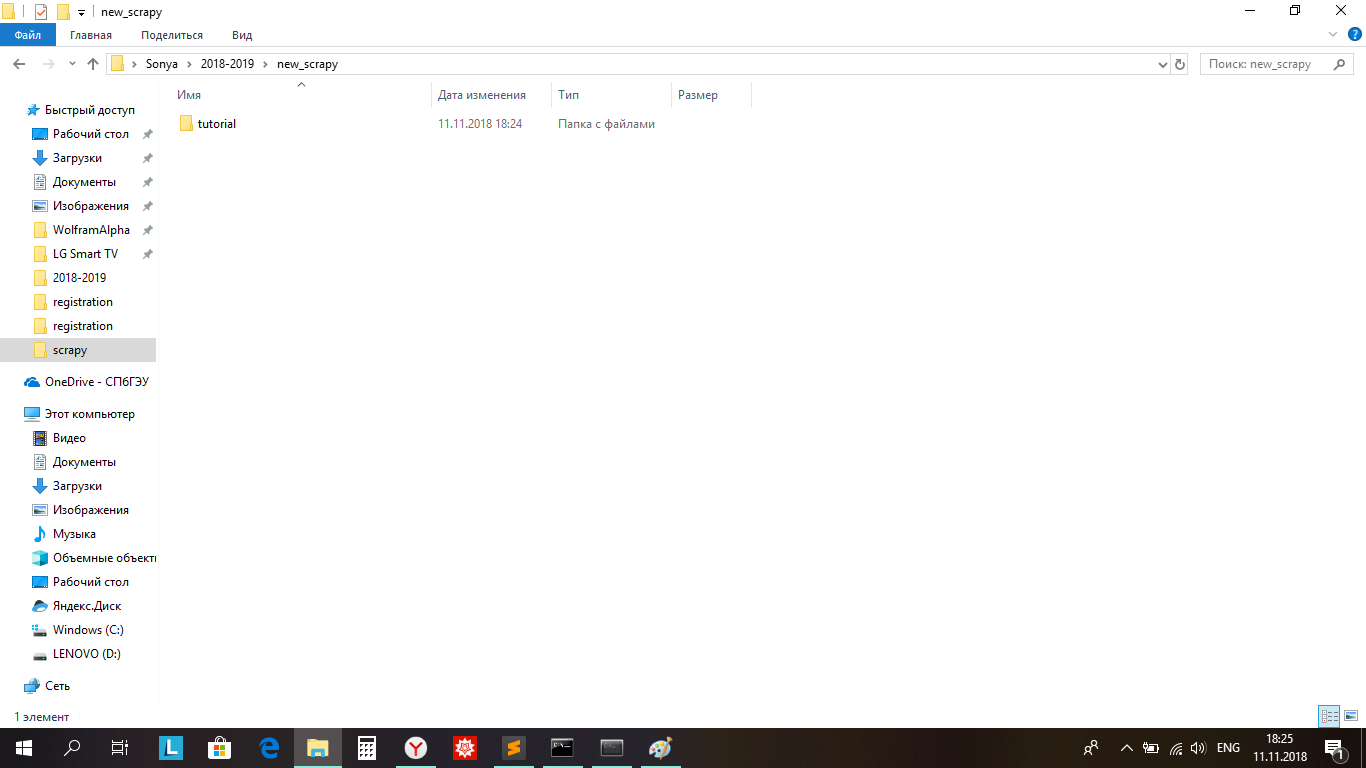 new_scrapy
Файл Главная Поделиться Вид
Sonya 2018-2019 new_scrapy Поиск: new_scrapy
Имя Дата изменения Тип Размер
tutorial 11.11.2018 18:24 Папка с файлами
Быстрый доступ
Рабочий стол
Загрузки
Документы
Изображения
WolframAlpha
LG Smart TV
2018-2019
registration
registration
scrapy
OneDrive - СПбГЭУ
Этот компьютер
Видео
Документы
Загрузки
Изображения
Музыка
Объемные объекты
Рабочий стол
Яндекс.Диск
Windows (C:)
LENOVO (D:)
Сеть
1 элемент
ENG 18:25
11.11.2018 1